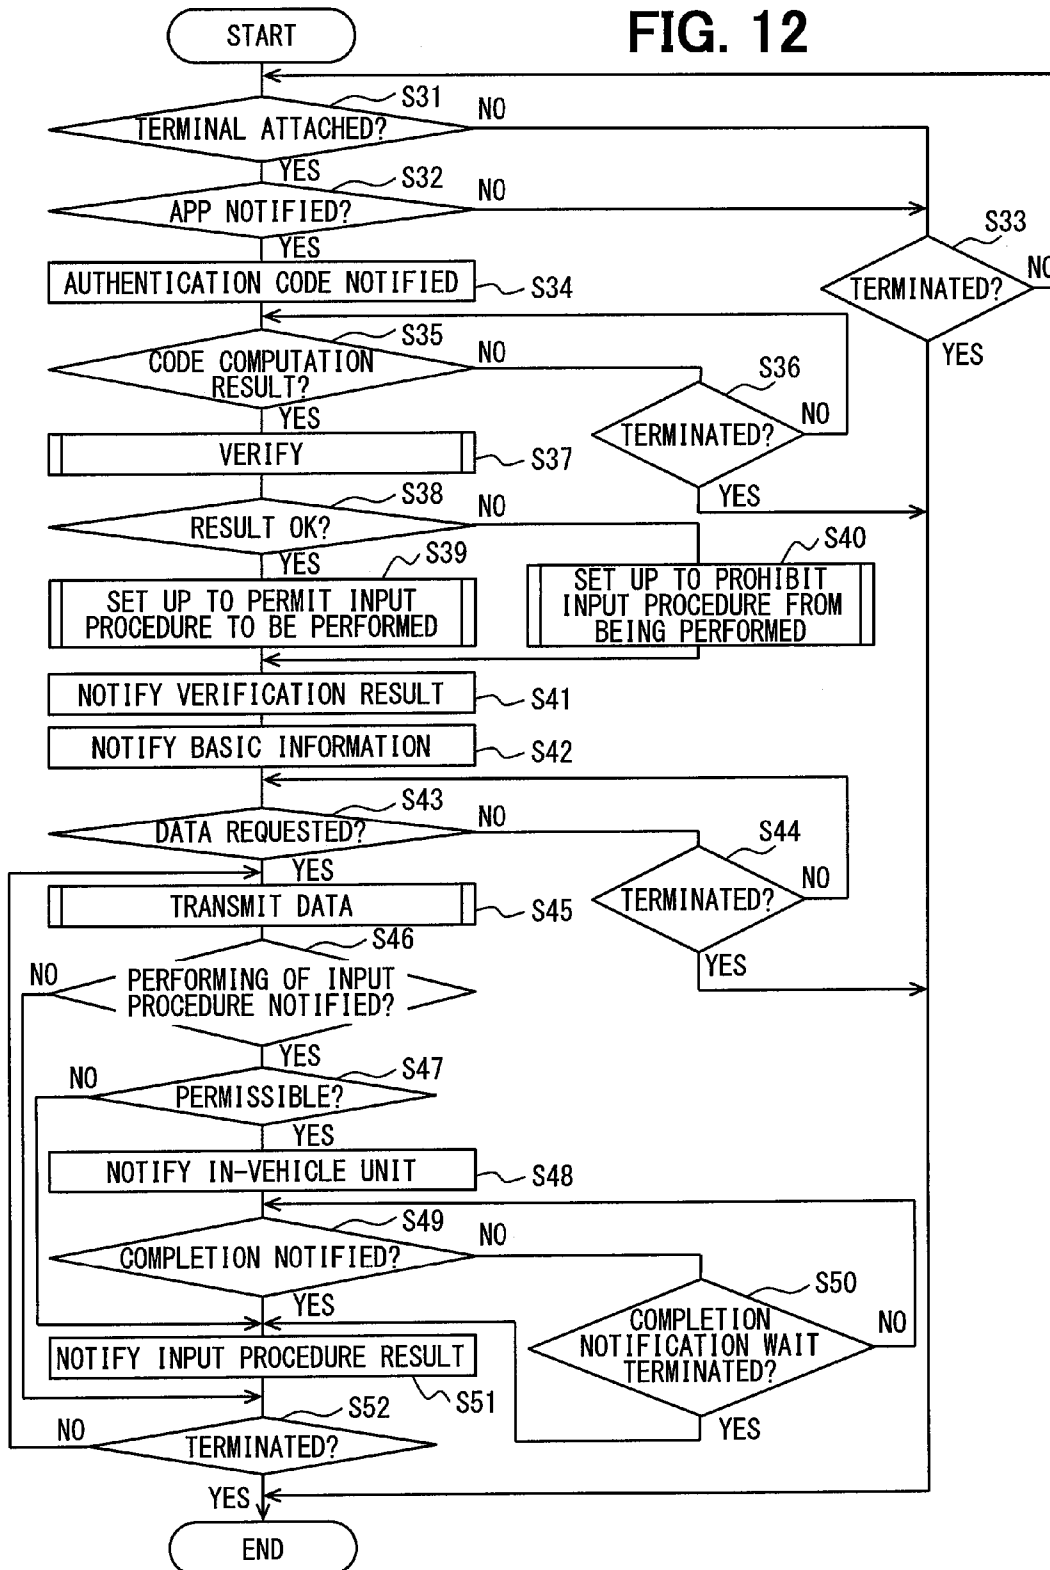 FIG. 12
START
S31
TERMINAL ATTACHED?
NO
YES
S32
APP NOTIFIED?
NO
YES
S33
TERMINATED?
NO
YES
AUTHENTICATION CODE NOTIFIED
S34
S35
CODE COMPUTATION
RESULT?
NO
YES
S36
TERMINATED?
NO
YES
VERIFY
S37
S38
RESULT OK?
NO
YES
S39
SET UP TO PERMIT INPUT
PROCEDURE TO BE PERFORMED
S40
SET UP TO PROHIBIT
INPUT PROCEDURE FROM
BEING PERFORMED
NOTIFY VERIFICATION RESULT
S41
NOTIFY BASIC INFORMATION
S42
S43
DATA REQUESTED?
NO
YES
S44
TERMINATED?
NO
YES
TRANSMIT DATA
S45
S46
NO
PERFORMING OF INPUT
PROCEDURE NOTIFIED?
YES
S47
NO
PERMISSIBLE?
YES
NOTIFY IN-VEHICLE UNIT
S48
S49
COMPLETION NOTIFIED?
NO
YES
S50
COMPLETION
NOTIFICATION WAIT
TERMINATED?
NO
YES
NOTIFY INPUT PROCEDURE RESULT
S51
S52
NO
TERMINATED?
YES
END